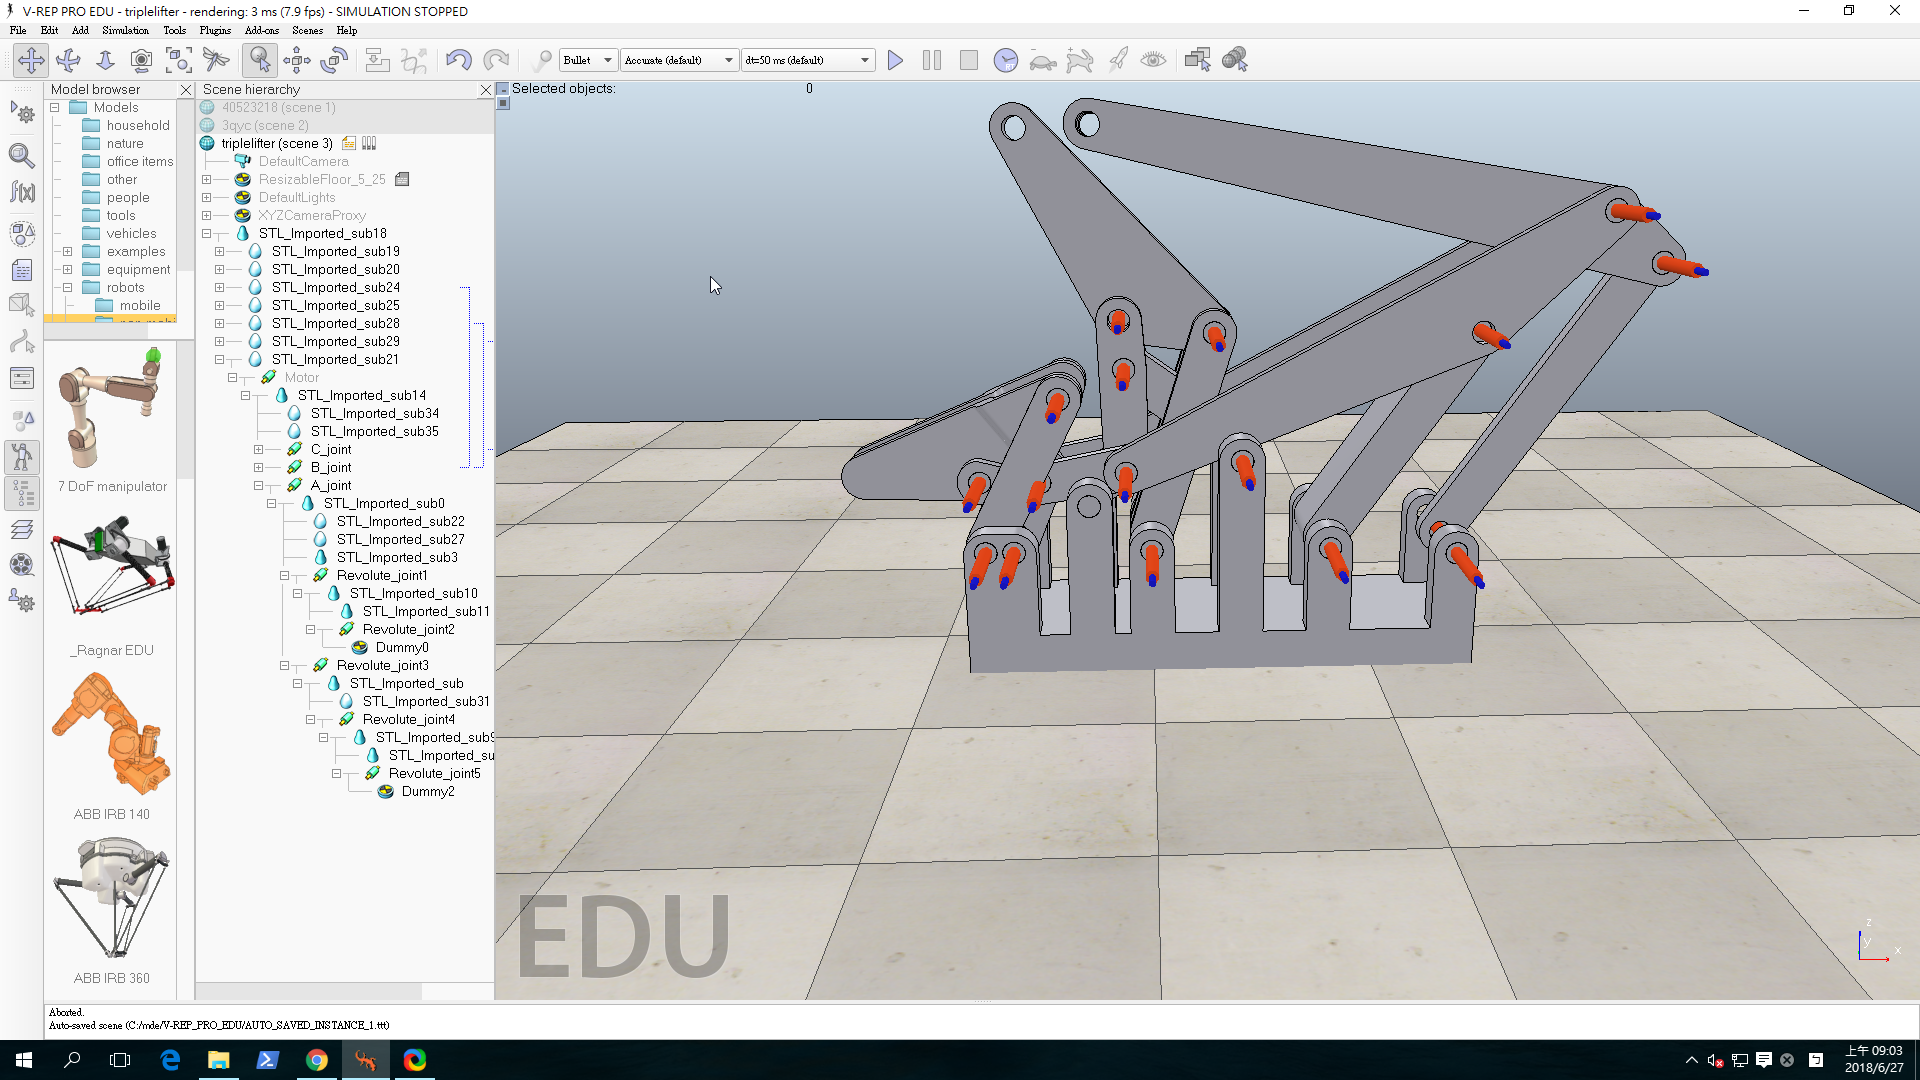 V-REP PRO EDU - triplelifter - rendering: 3 ms (7.9 fps) - SIMULATION STOPPED
File Edit Add Simulation Tools Plugins Add-ons Scenes Help
Bullet Accurate (default) dt=50 ms (default)
Model browser
Models
household
nature
office items
other
people
tools
vehicles
examples
equipment
robots
mobile
7 DoF manipulator
_Ragnar EDU
ABB IRB 140
ABB IRB 360
Scene hierarchy
40523218 (scene 1)
3qyc (scene 2)
triplelifter (scene 3)
DefaultCamera
ResizableFloor_5_25
DefaultLights
XYZCameraProxy
STL_Imported_sub18
STL_Imported_sub19
STL_Imported_sub20
STL_Imported_sub24
STL_Imported_sub25
STL_Imported_sub28
STL_Imported_sub29
STL_Imported_sub21
Motor
STL_Imported_sub14
STL_Imported_sub34
STL_Imported_sub35
C_joint
B_joint
A_joint
STL_Imported_sub0
STL_Imported_sub22
STL_Imported_sub27
STL_Imported_sub3
Revolute_joint1
STL_Imported_sub10
STL_Imported_sub11
Revolute_joint2
Dummy0
Revolute_joint3
STL_Imported_sub
STL_Imported_sub31
Revolute_joint4
STL_Imported_sub9
STL_Imported_su
Revolute_joint5
Dummy2
Selected objects: 0
EDU
z
y
x
Aborted.
Auto-saved scene (C:/mde/V-REP_PRO_EDU/AUTO_SAVED_INSTANCE_1.ttt)
上午 09:03
2018/6/27